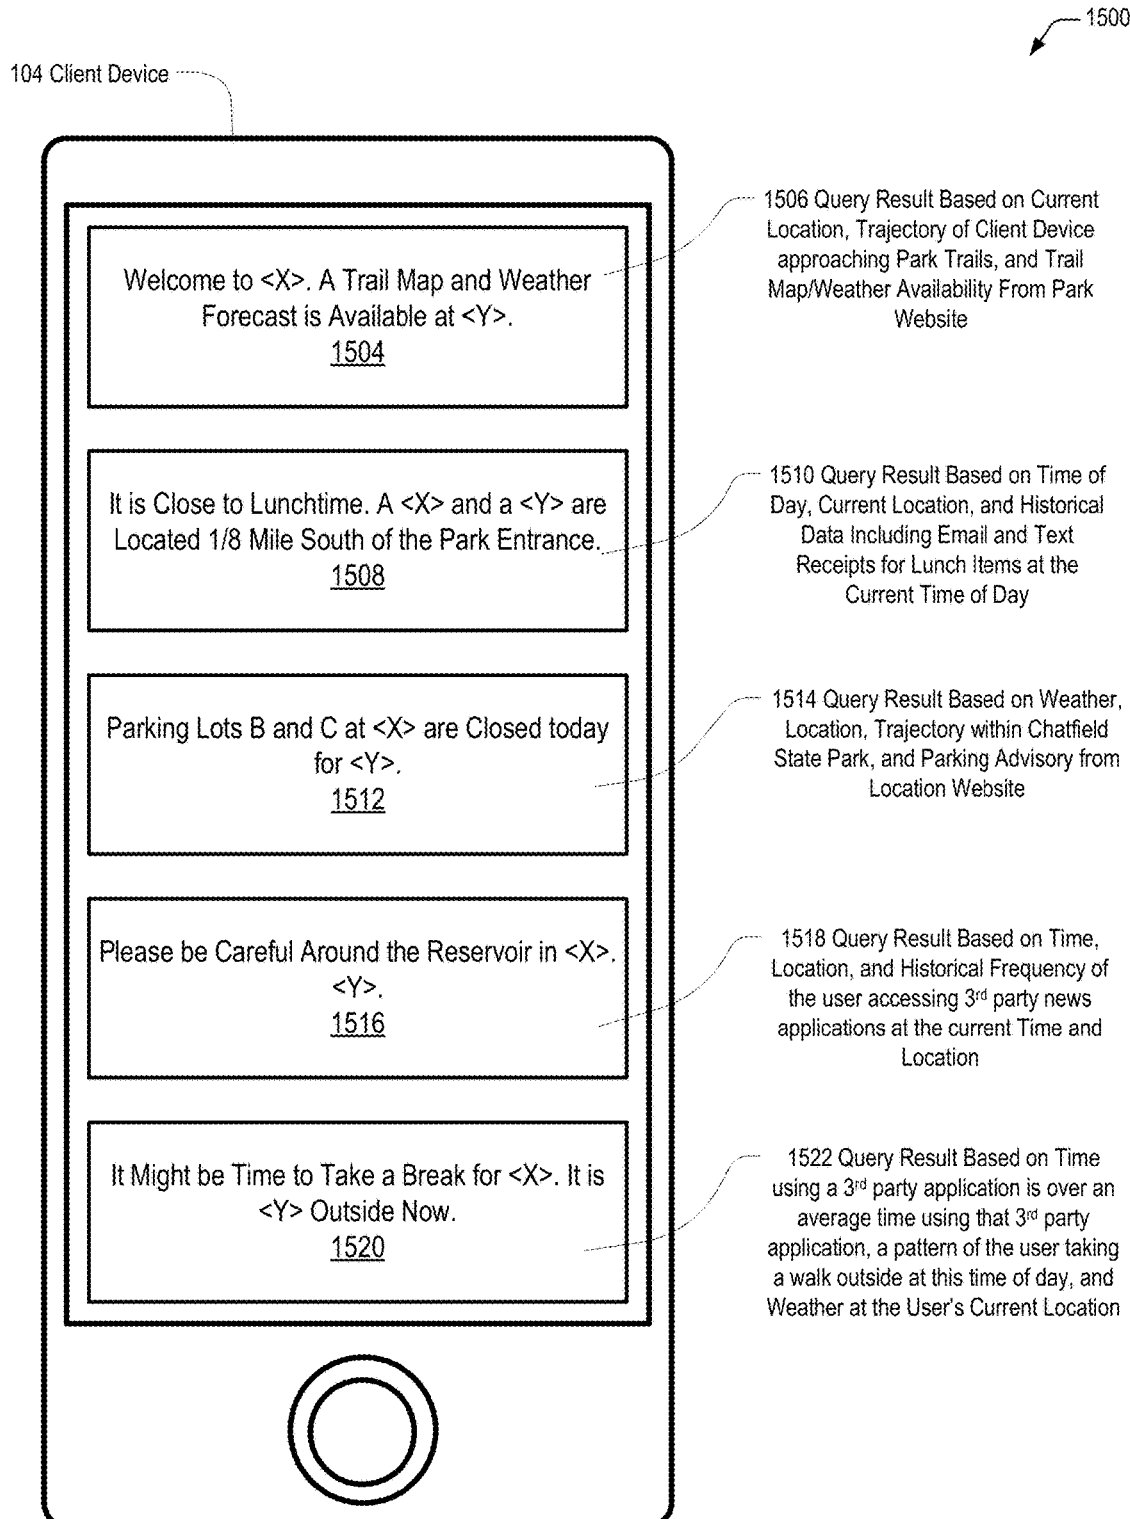 1500
104 Client Device
Welcome to <X>. A Trail Map and Weather
Forecast is Available at <Y>.
1504
1506 Query Result Based on Current
Location, Trajectory of Client Device
approaching Park Trails, and Trail
Map/Weather Availability From Park
Website
It is Close to Lunchtime. A <X> and a <Y> are
Located 1/8 Mile South of the Park Entrance.
1508
1510 Query Result Based on Time of
Day, Current Location, and Historical
Data Including Email and Text
Receipts for Lunch Items at the
Current Time of Day
Parking Lots B and C at <X> are Closed today
for <Y>.
1512
1514 Query Result Based on Weather,
Location, Trajectory within Chatfield
State Park, and Parking Advisory from
Location Website
Please be Careful Around the Reservoir in <X>.
<Y>.
1516
1518 Query Result Based on Time,
Location, and Historical Frequency of
the user accessing 3rd party news
applications at the current Time and
Location
It Might be Time to Take a Break for <X>. It is
<Y> Outside Now.
1520
1522 Query Result Based on Time
using a 3rd party application is over an
average time using that 3rd party
application, a pattern of the user taking
a walk outside at this time of day, and
Weather at the User's Current Location